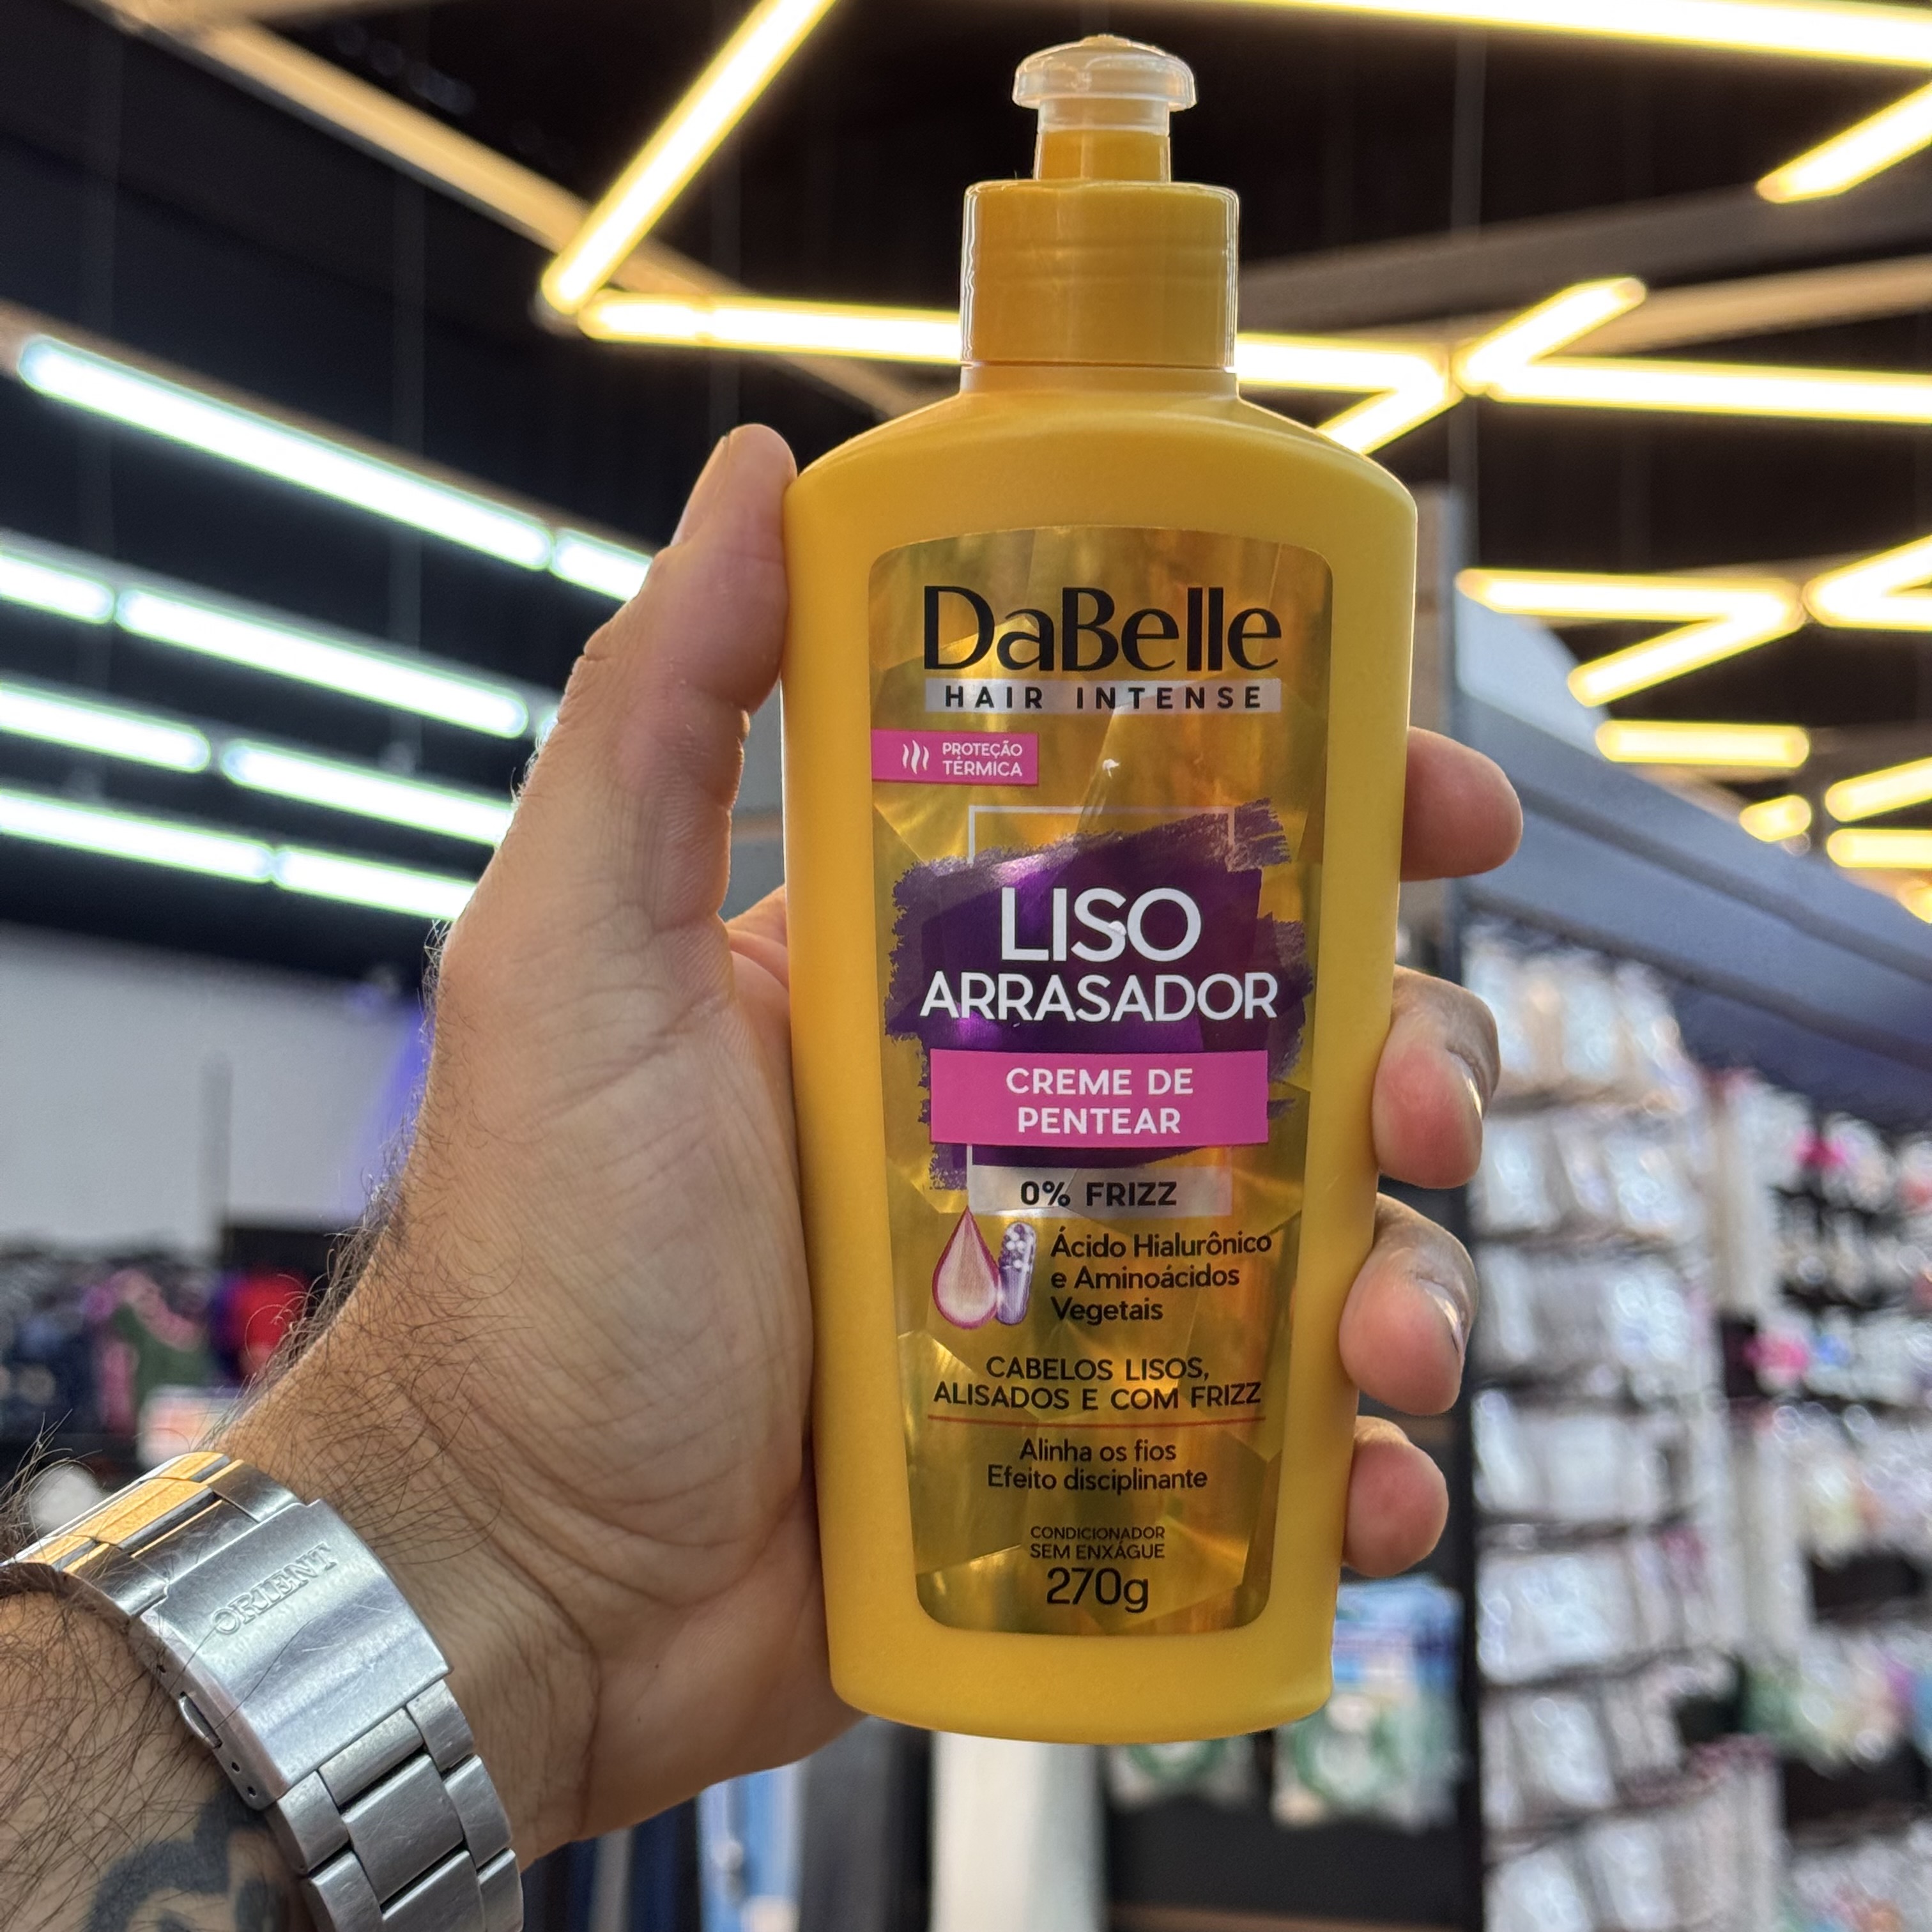 DaBelle
HAIR INTENSE
PROTEÇÃO
TÉRMICA
LISO
ARRASADOR
CREME DE
PENTEAR
0% FRIZZ
Ácido Hialurônico
e Aminoácidos
Vegetais
CABELOS LISOS,
ALISADOS E COM FRIZZ
Alinha os fios
Efeito disciplinante
CONDICIONADOR
SEM ENXÁGUE
270g
ORIENT